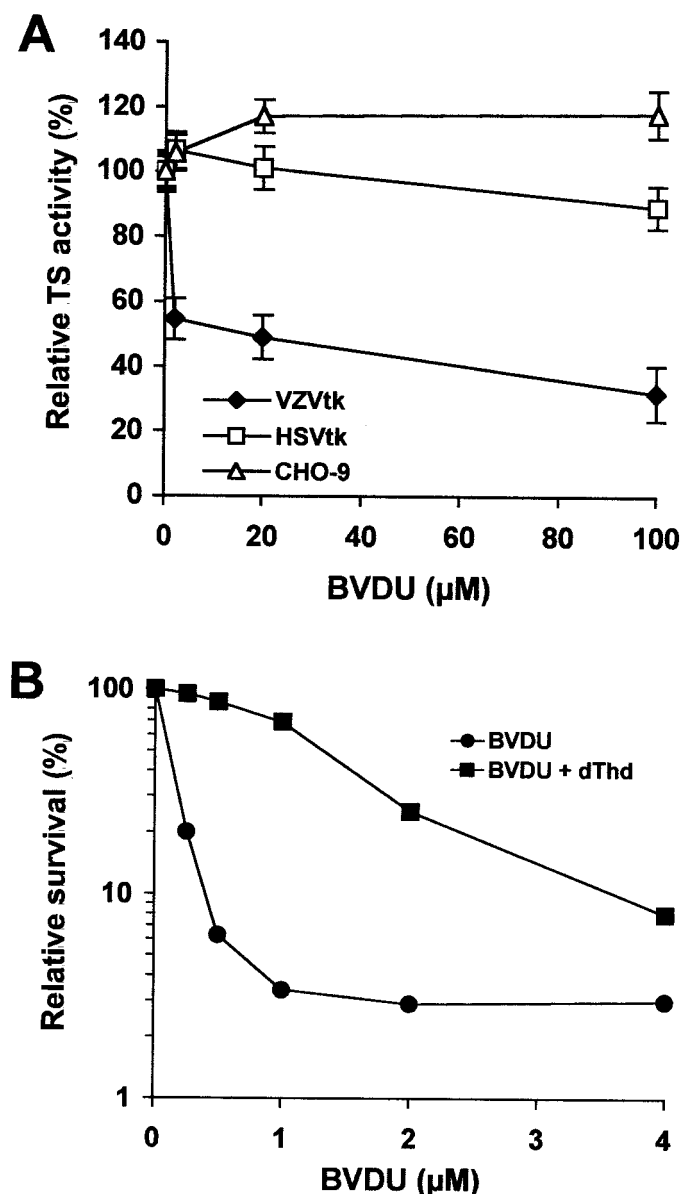 A
Relative TS activity (%)
140
120
100
80
60
40
20
0
VZVtk
HSVtk
CHO-9
0 20 40 60 80 100
BVDU (µM)
B
Relative survival (%)
100
10
1
BVDU
BVDU + dThd
0 1 2 3 4
BVDU (µM)